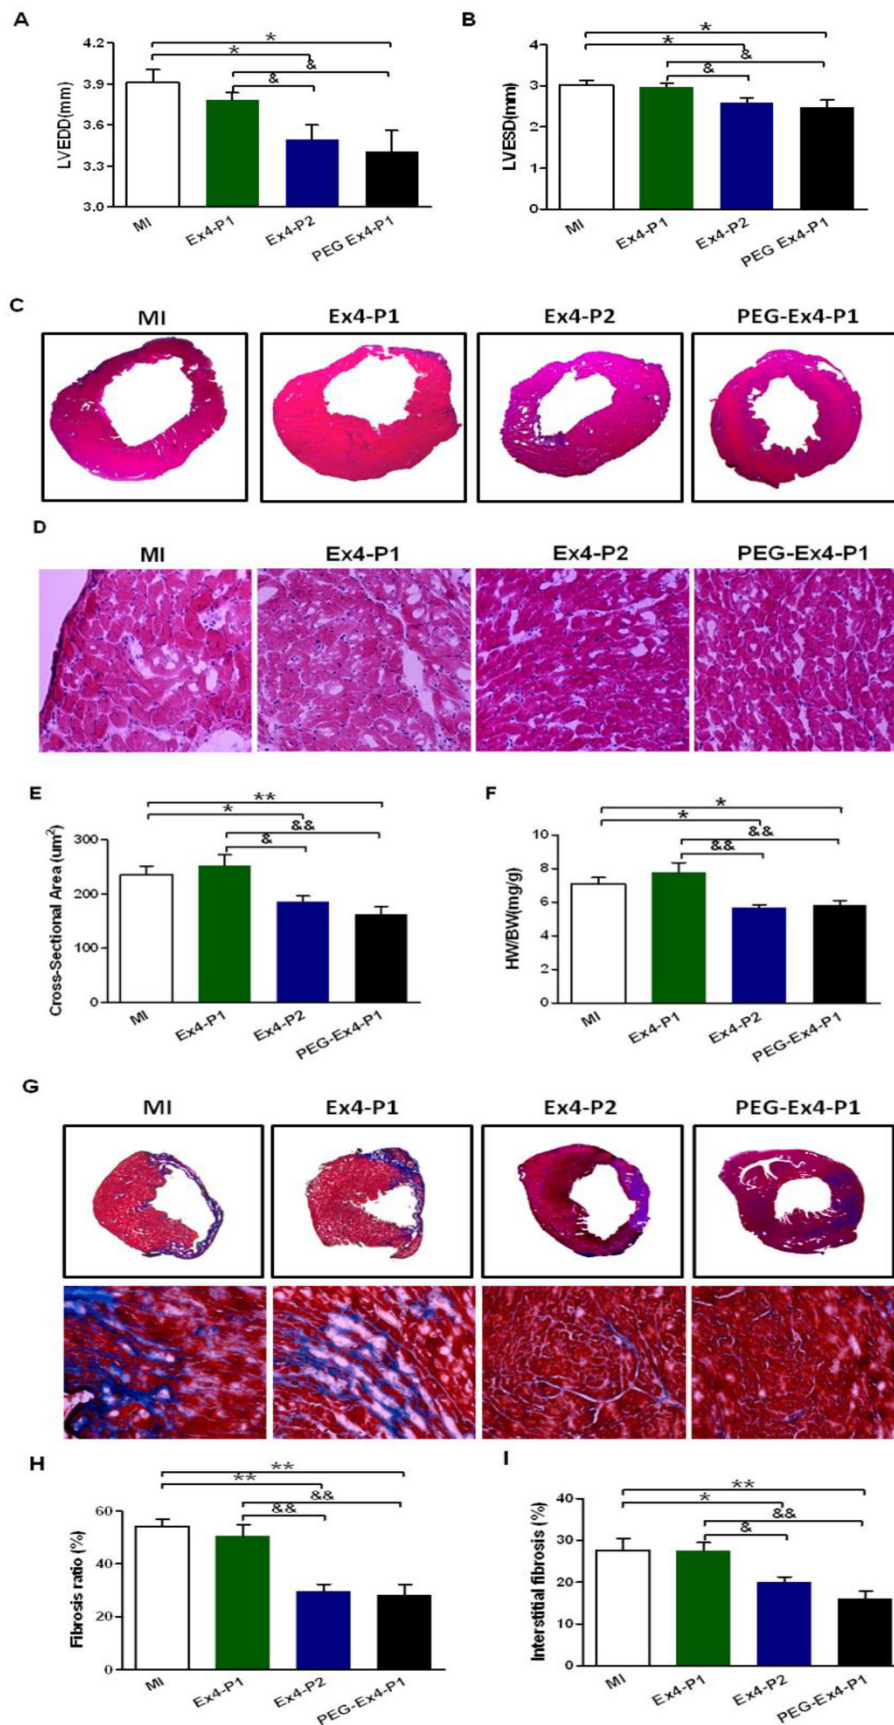 A
B
LVEDD(mm)
4.2
3.9
3.6
3.3
3.0
*
*
&
&
MI
Ex4-P1
Ex4-P2
PEG Ex4-P1
LVESD(mm)
4
3
2
1
0
*
*
&
&
MI
Ex4-P1
Ex4-P2
PEG Ex4-P1
C
MI
Ex4-P1
Ex4-P2
PEG-Ex4-P1
D
MI
Ex4-P1
Ex4-P2
PEG-Ex4-P1
E
Cross-Sectional Area (um²)
300
200
100
0
**
*
&&
&
MI
Ex4-P1
Ex4-P2
PEG-Ex4-P1
F
HW/BW(mg/g)
10
8
6
4
2
0
*
*
&&
&&
MI
Ex4-P1
Ex4-P2
PEG-Ex4-P1
G
MI
Ex4-P1
Ex4-P2
PEG-Ex4-P1
H
Fibrosis ratio (%)
60
40
20
0
**
**
&&
&&
MI
Ex4-P1
Ex4-P2
PEG-Ex4-P1
I
Interstitial fibrosis (%)
40
30
20
10
0
**
*
&&
&
MI
Ex4-P1
Ex4-P2
PEG-Ex4-P1